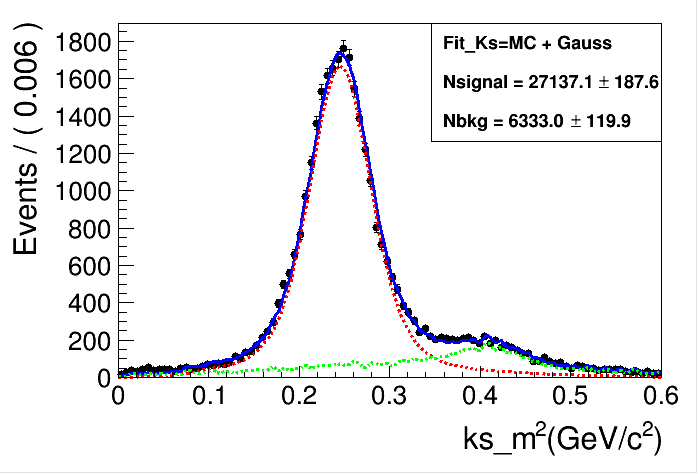 Fit_Ks=MC + Gauss
Nsignal = 27137.1 ± 187.6
Nbkg = 6333.0 ± 119.9
Events / ( 0.006 )
1800
1600
1400
1200
1000
800
600
400
200
0
0 0.1 0.2 0.3 0.4 0.5 0.6
ks_m²(GeV/c²)